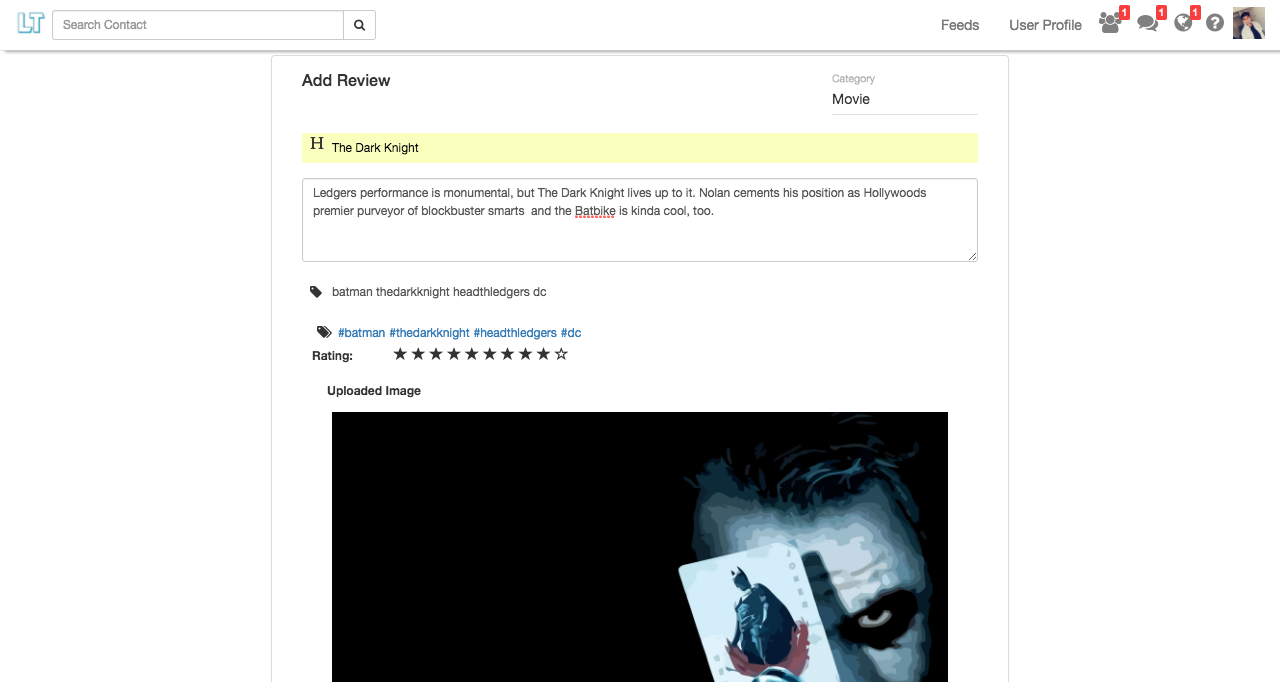 LT Search Contact Feeds User Profile 1 1 1
Add Review
Category
Movie
H The Dark Knight
Ledgers performance is monumental, but The Dark Knight lives up to it. Nolan cements his position as Hollywoods
premier purveyor of blockbuster smarts  and the Batbike is kinda cool, too.
batman thedarkknight headthledgers dc
#batman #thedarkknight #headthledgers #dc
Rating:
Uploaded Image